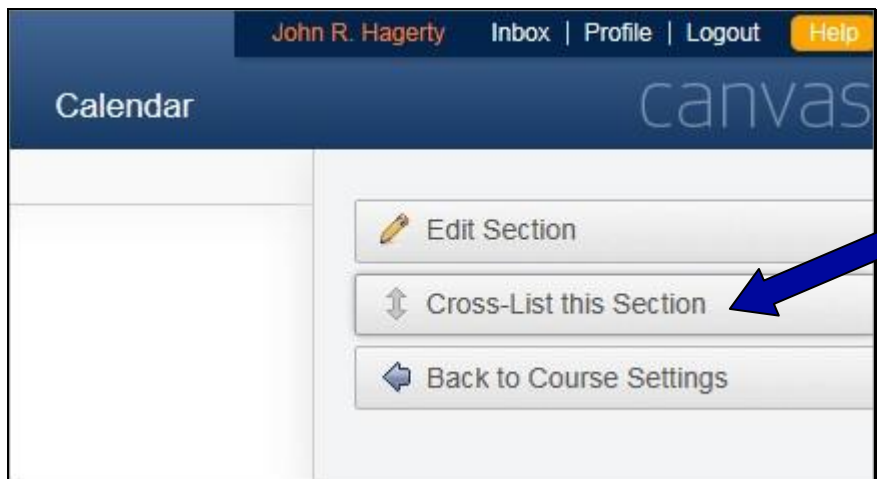 John R. Hagerty Inbox | Profile | Logout Help
Calendar canvas
Edit Section
Cross-List this Section
Back to Course Settings